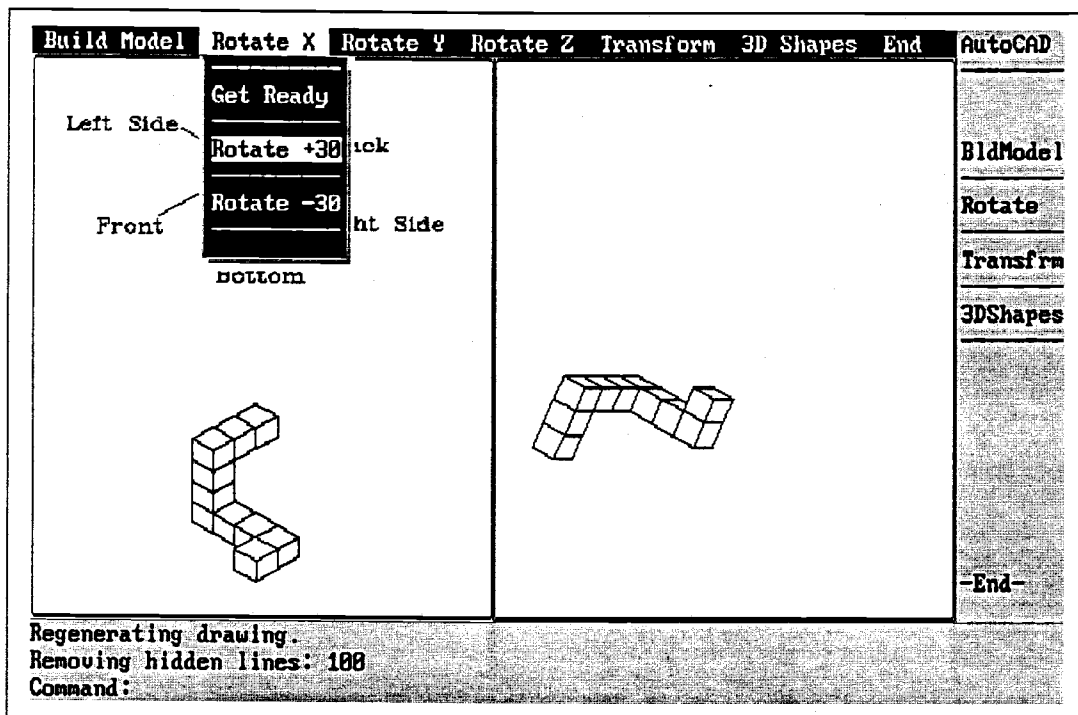 Build Model Rotate X Rotate Y Rotate Z Transform 3D Shapes End AutoCAD
Get Ready
Left Side
Rotate +30
BldModel
Rotate -30
Rotate
Front
ht Side
Transfrm
Bottom
3DShapes
-End-
Regenerating drawing.
Removing hidden lines: 100
Command: